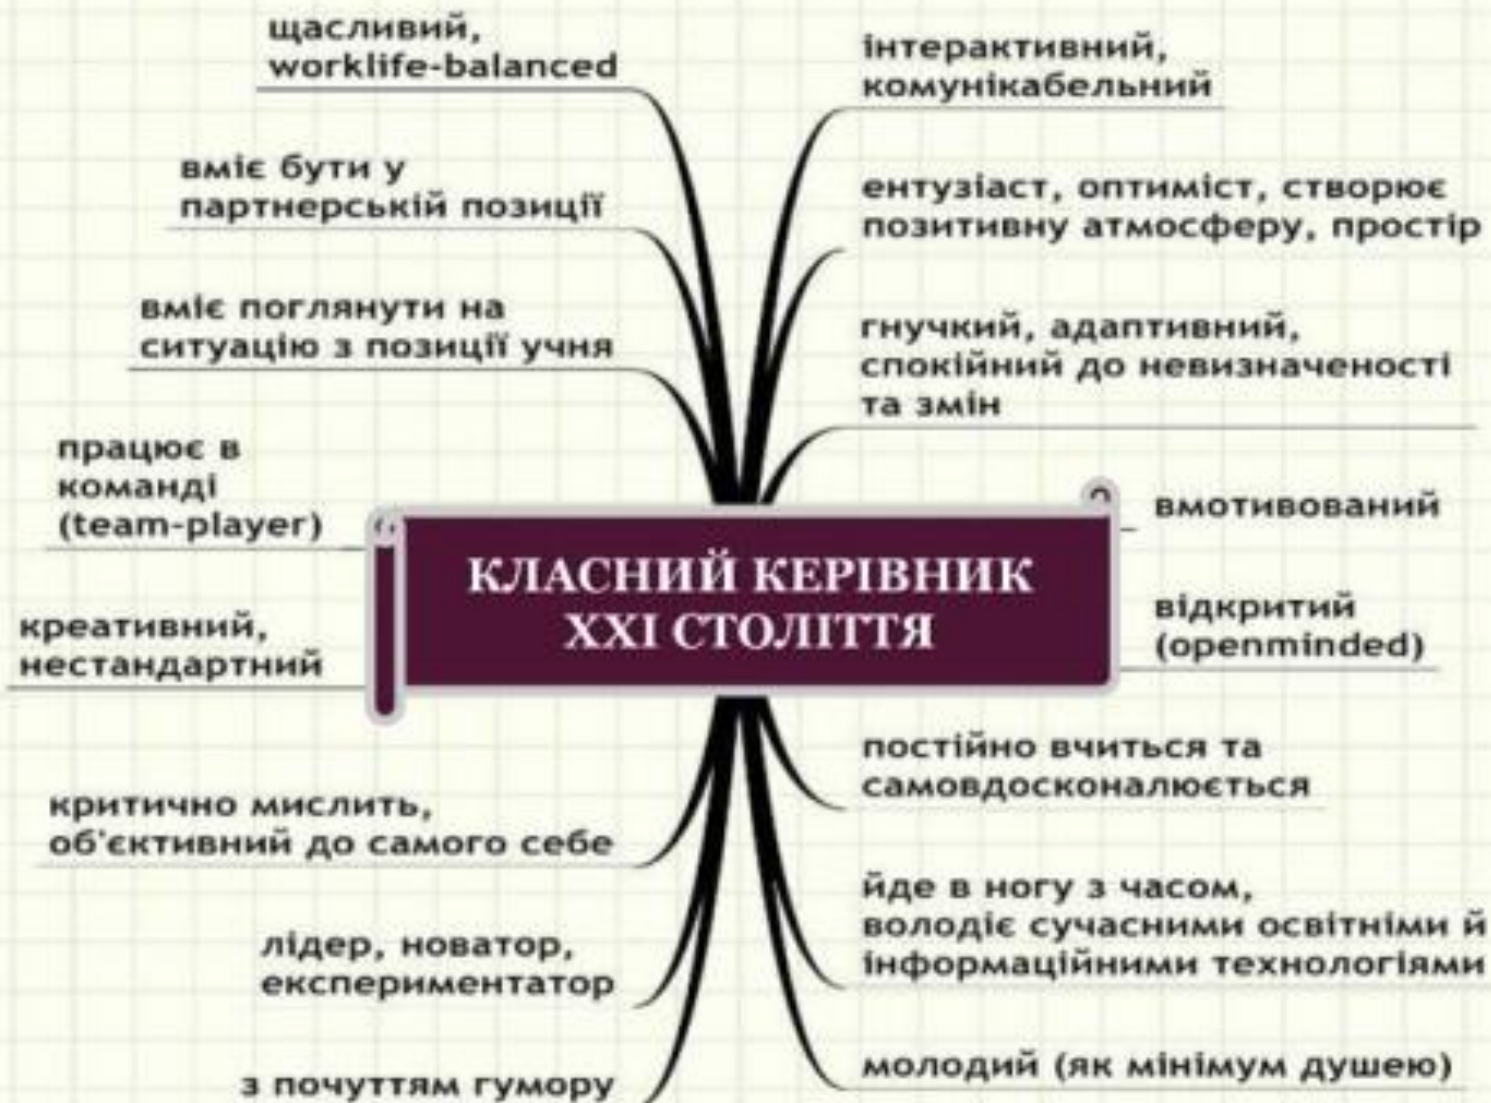 щасливий,
worklife-balanced
вміє бути у
партнерській позиції
вміє поглянути на
ситуацію з позиції учня
працює в
команді
(team-player)
креативний,
нестандартний
критично мислить,
об'єктивний до самого себе
лідер, новатор,
експериментатор
з почуттям гумору
КЛАСНИЙ КЕРІВНИК
ХХІ СТОЛІТТЯ
інтерактивний,
комунікабельний
ентузіаст, оптиміст, створює
позитивну атмосферу, простір
гнучкий, адаптивний,
спокійний до невизначеності
та змін
вмотивований
відкритий
(openminded)
постійно вчиться та
самовдосконалюється
йде в ногу з часом,
володіє сучасними освітніми й
інформаційними технологіями
молодий (як мінімум душею)